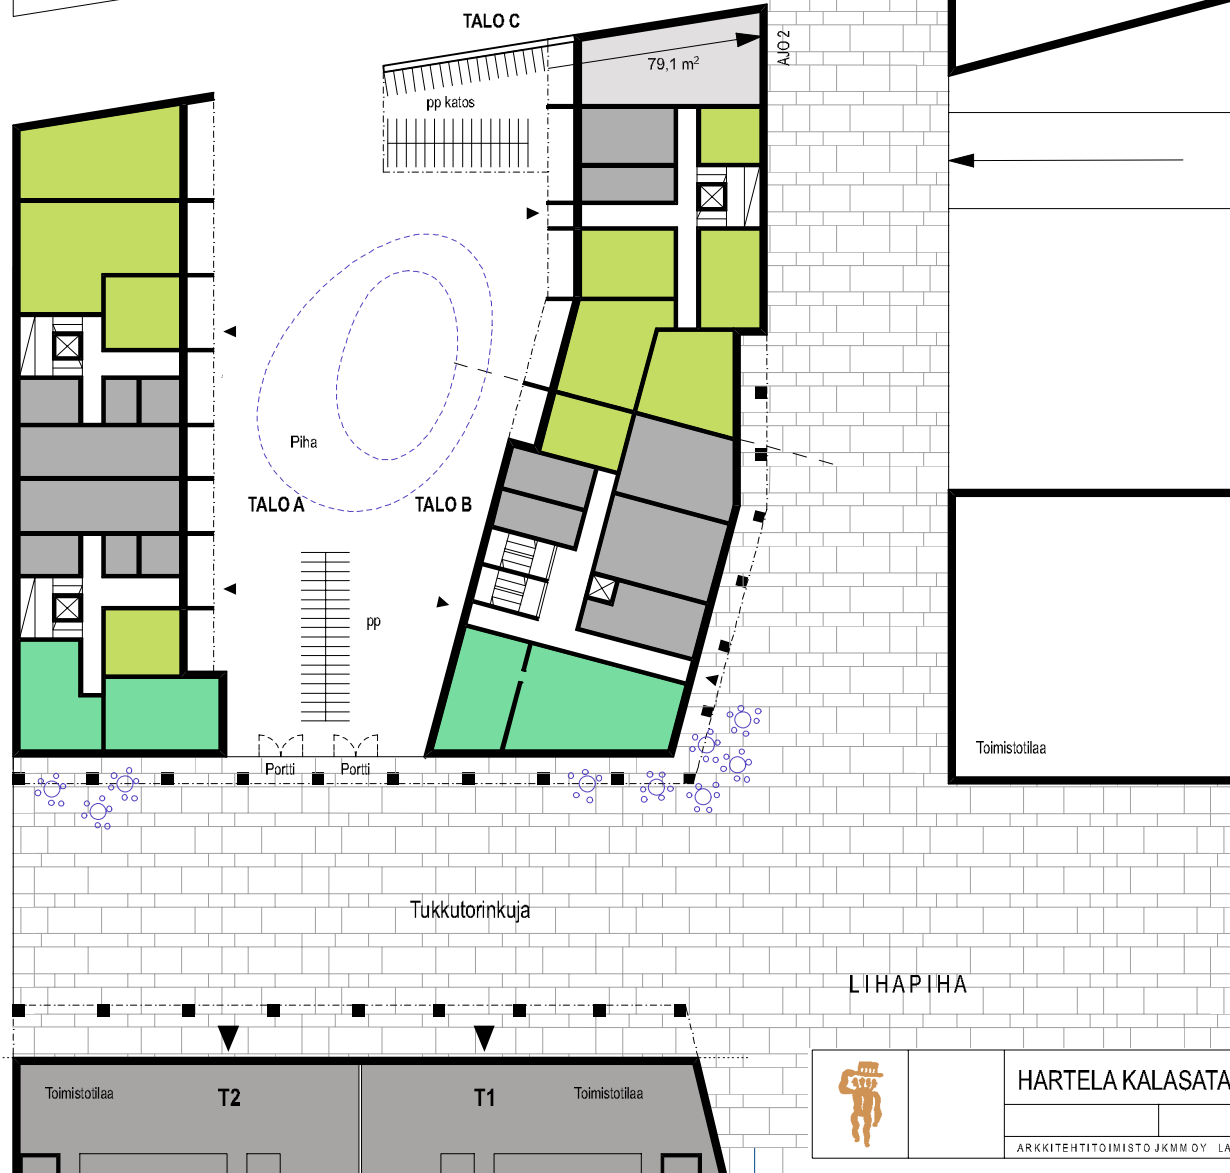 TALO C
AJO 2
79,1 m²
pp katos
Piha
TALO A
TALO B
pp
Toimistotilaa
Portti
Portti
Tukkutorinkuja
LIHAPIHA
Toimistotilaa
T2
T1
Toimistotilaa
HARTELA KALASATA
ARKKITEHTITOIMISTO JKMM OY LA